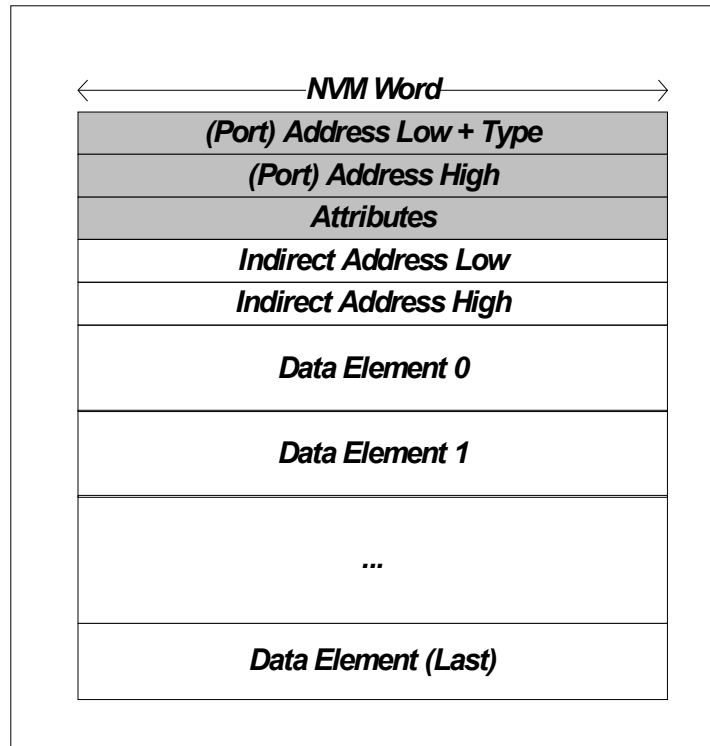 NVM Word
(Port) Address Low + Type
(Port) Address High
Attributes
Indirect Address Low
Indirect Address High
Data Element 0
Data Element 1
...
Data Element (Last)